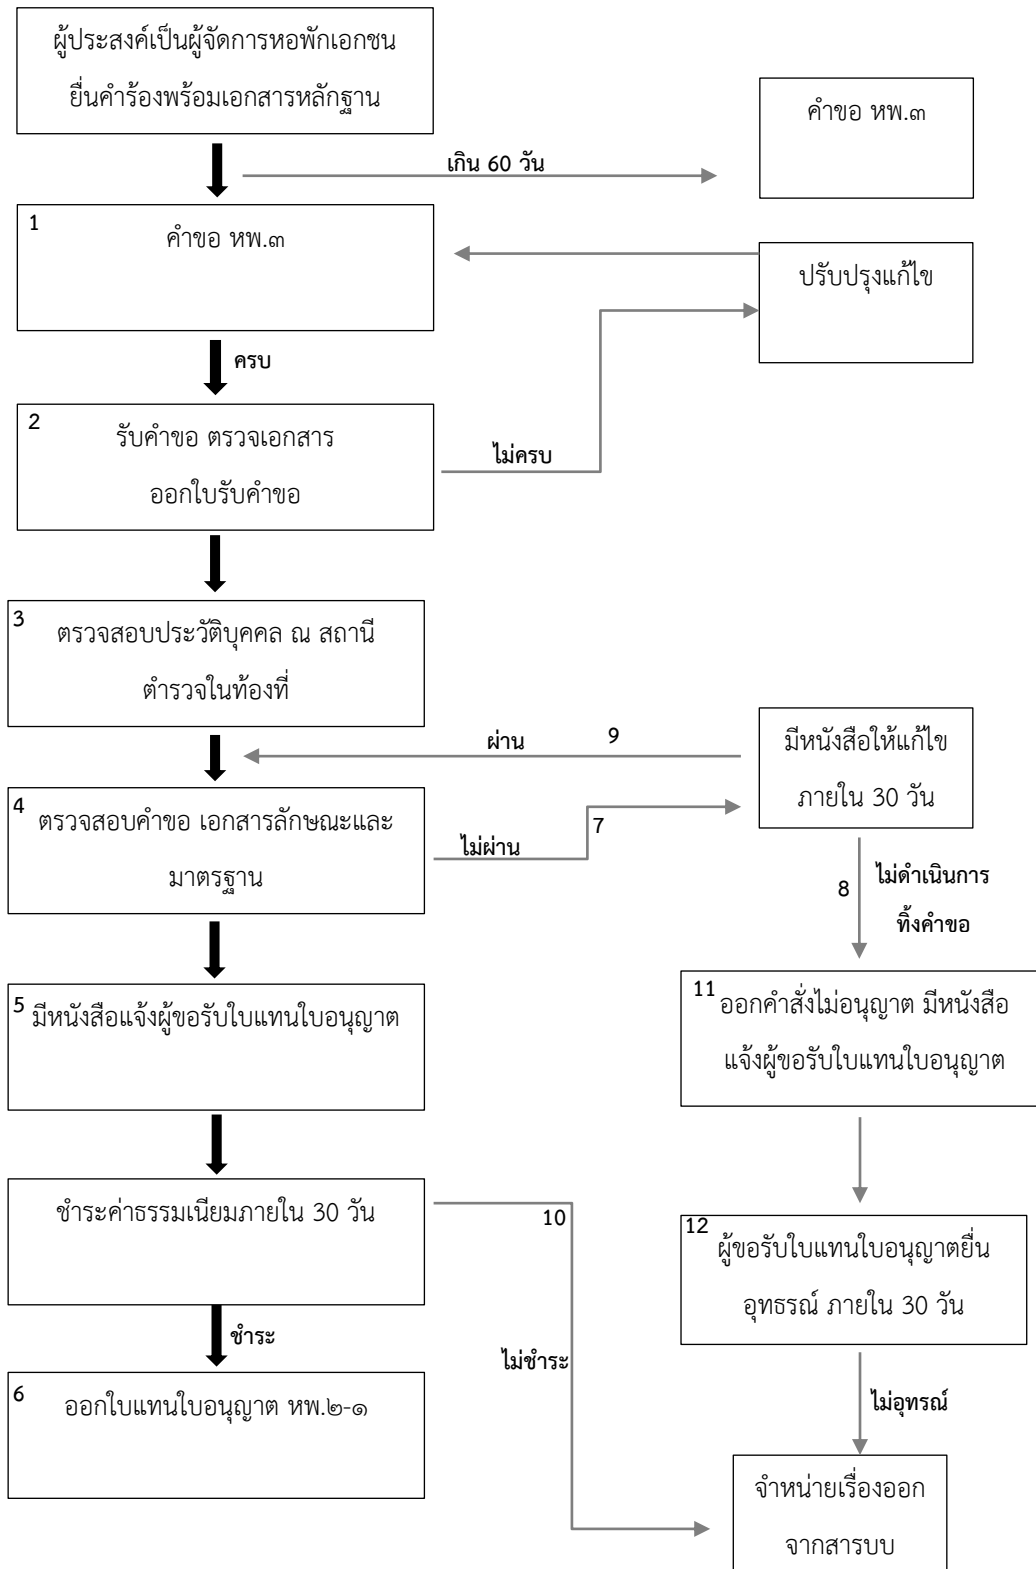 ผู้ประสงค์เป็นผู้จัดการหอพักเอกชน
ยื่นคำร้องพร้อมเอกสารหลักฐาน
เกิน 60 วัน
คำขอ หพ.๓
1
คำขอ หพ.๓
ปรับปรุงแก้ไข
ครบ
2
รับคำขอ ตรวจเอกสาร
ออกใบรับคำขอ
ไม่ครบ
3
ตรวจสอบประวัติบุคคล ณ สถานี
ตำรวจในท้องที่
ผ่าน 9
มีหนังสือให้แก้ไข
ภายใน 30 วัน
4
ตรวจสอบคำขอ เอกสารลักษณะและ
มาตรฐาน
ไม่ผ่าน
7
8
ไม่ดำเนินการ
ทิ้งคำขอ
5
มีหนังสือแจ้งผู้ขอรับใบแทนใบอนุญาต
11
ออกคำสั่งไม่อนุญาต มีหนังสือ
แจ้งผู้ขอรับใบแทนใบอนุญาต
ชำระค่าธรรมเนียมภายใน 30 วัน
10
12
ผู้ขอรับใบแทนใบอนุญาตยื่น
อุทธรณ์ ภายใน 30 วัน
ชำระ
ไม่ชำระ
6
ออกใบแทนใบอนุญาต หพ.๒-๑
ไม่อุทรณ์
จำหน่ายเรื่องออก
จากสารบบ